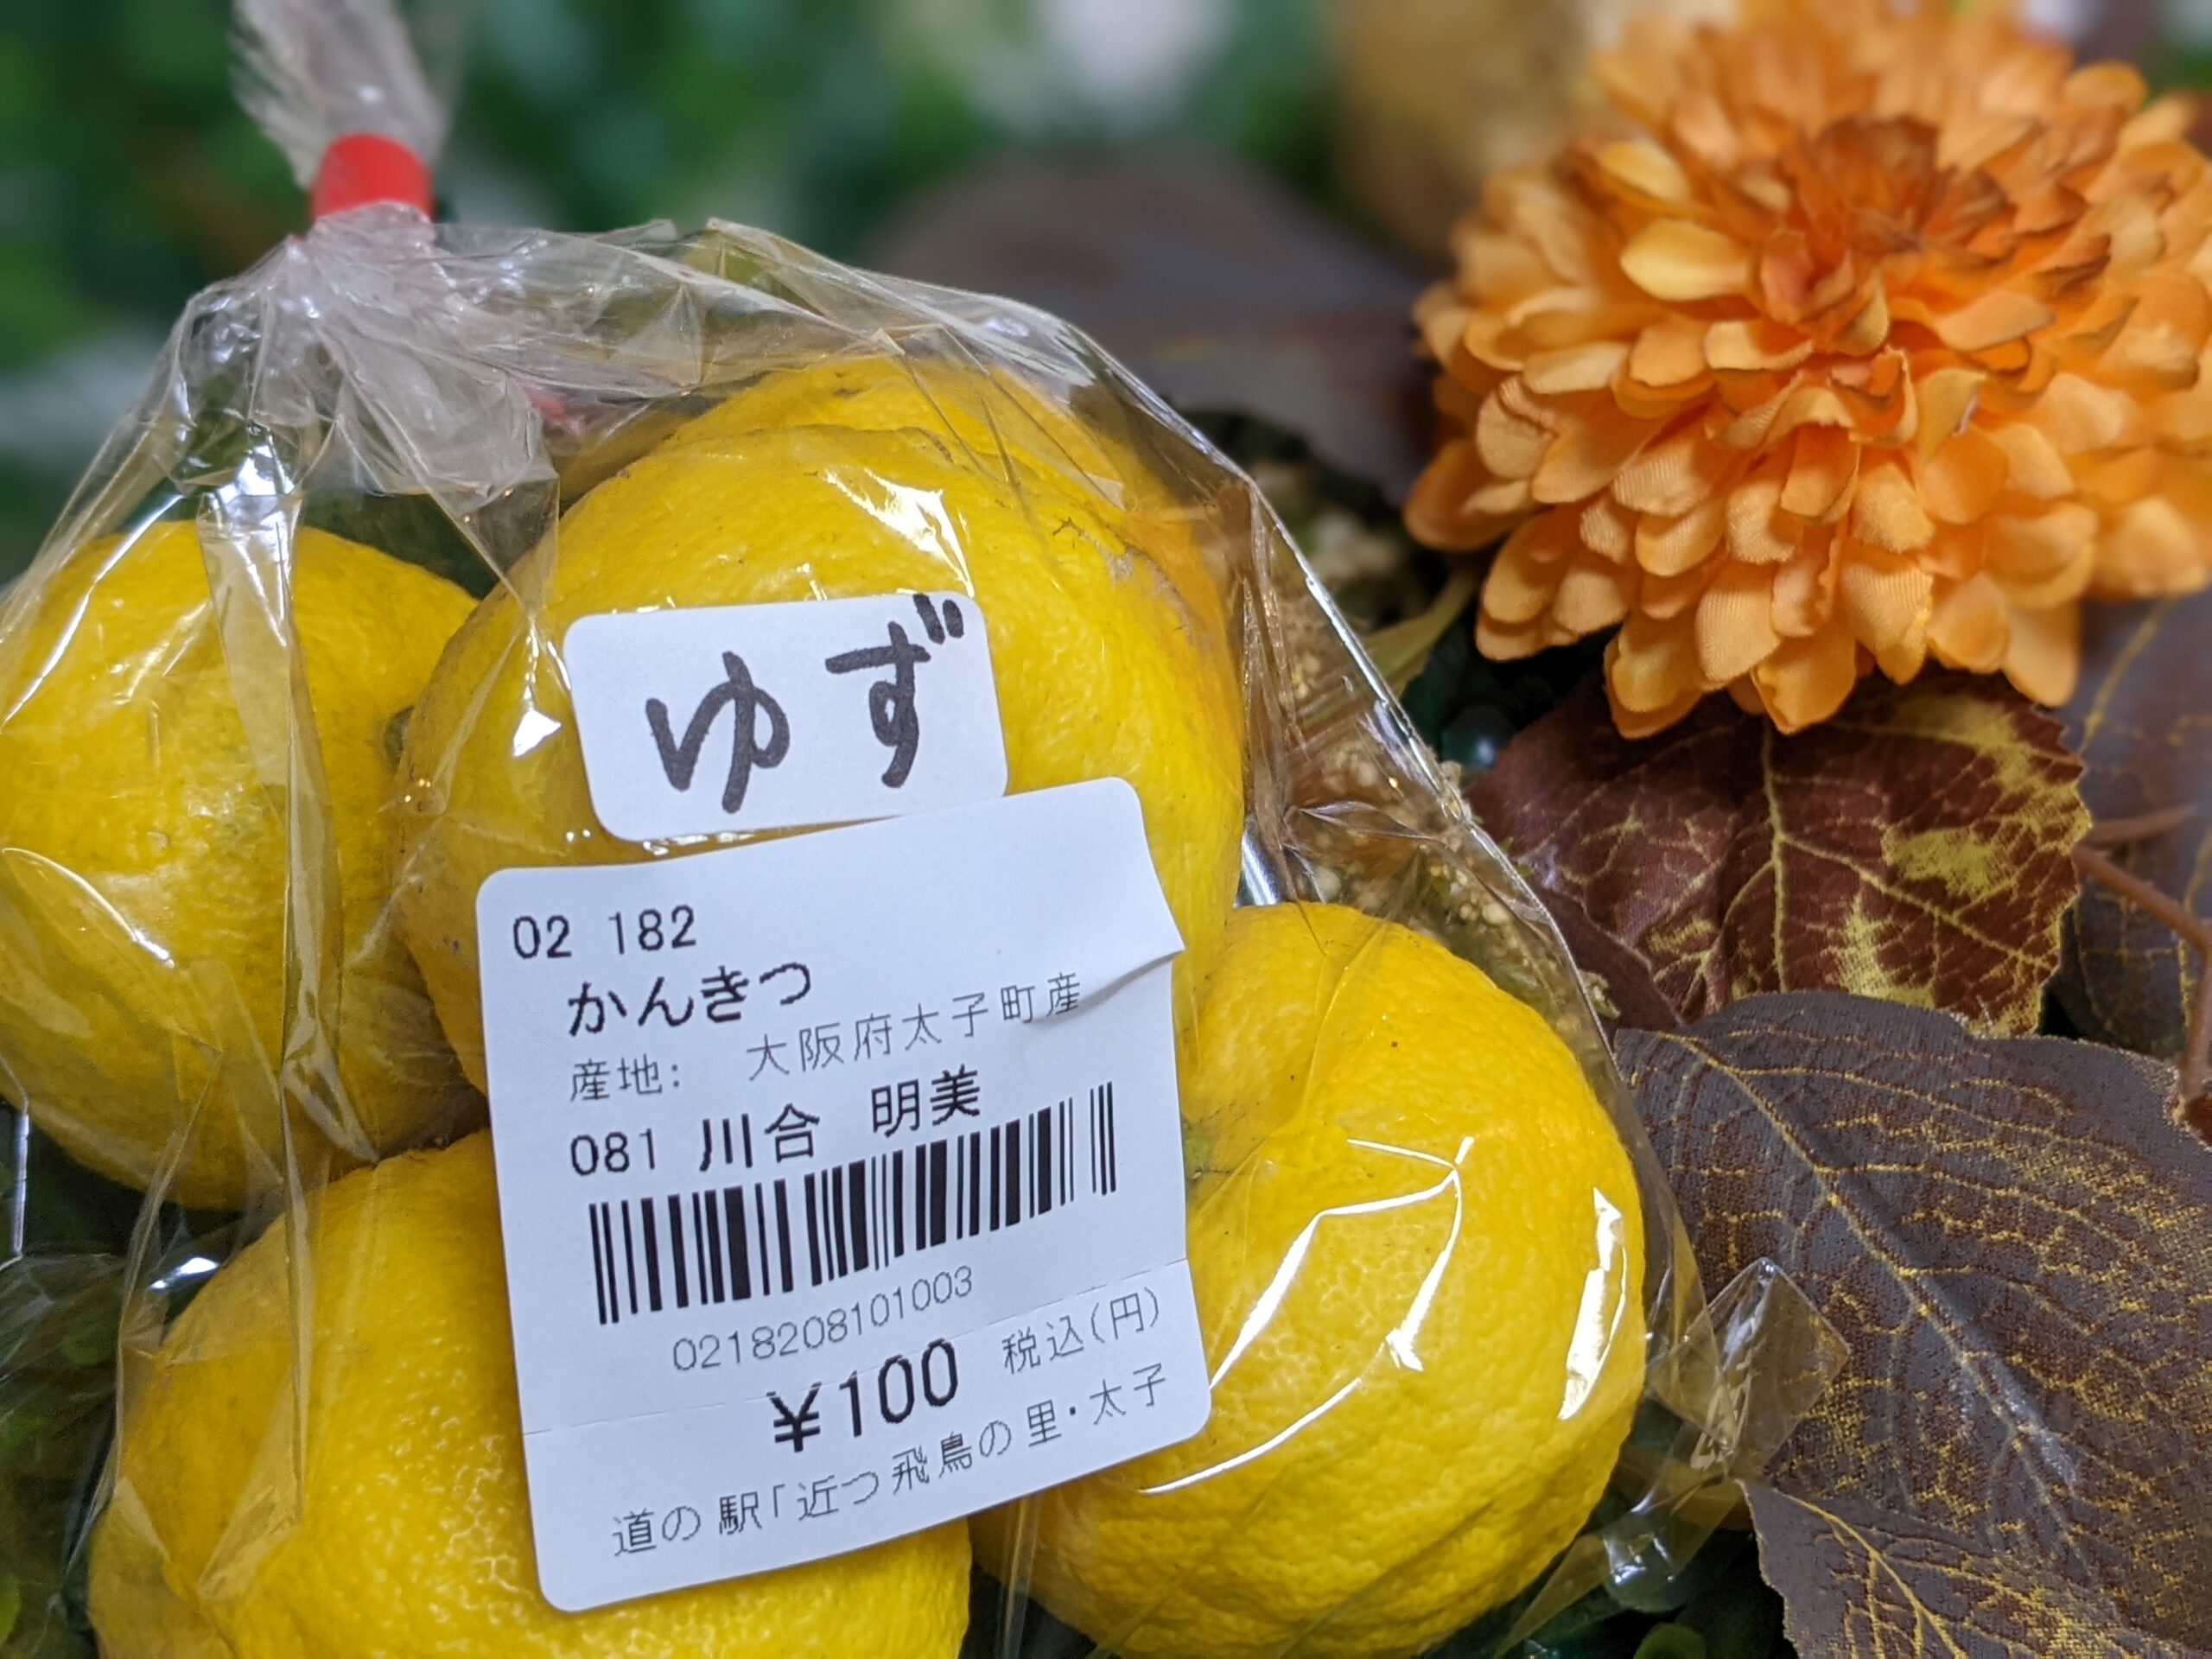 ゆず
02 182
かんきつ
産地: 大阪府太子町産
081 川合 明美
0218208101003
¥100 税込(円)
道の駅「近つ飛鳥の里・太子